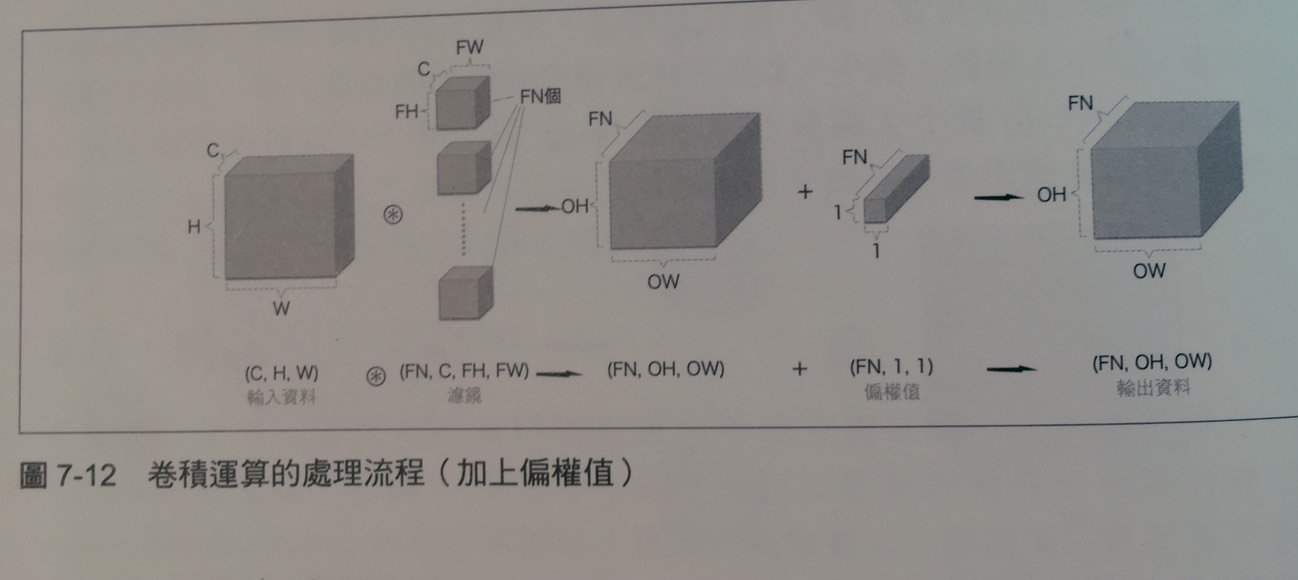 FW
C
FH
FN個
C
H
W
⊛
FN
OH
OW
+
FN
1
1
FN
OH
OW
(C, H, W) ⊛ (FN, C, FH, FW) (FN, OH, OW) + (FN, 1, 1) (FN, OH, OW)
輸入資料 濾鏡 偏權值 輸出資料
圖 7-12 卷積運算的處理流程（加上偏權值）